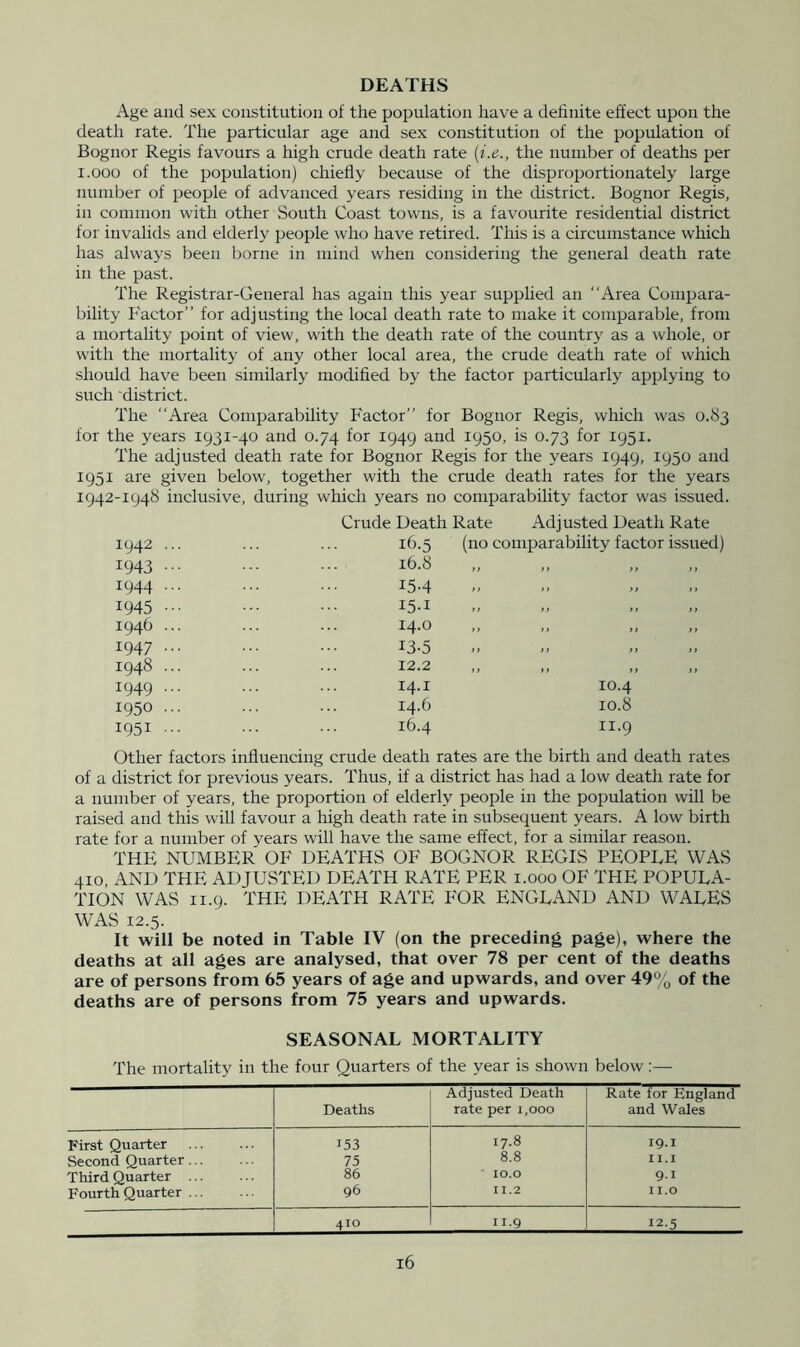 DEATHS
Age and sex constitution of the population have a definite effect upon the
death rate. The particular age and sex constitution of the population of
Bognor Regis favours a high crude death rate (i.e., the number of deaths per
1.000 of the population) chiefly because of the disproportionately large
number of people of advanced years residing in the district. Bognor Regis,
in common with other South Coast towns, is a favourite residential district
for invalids and elderly people who have retired. This is a circumstance which
has always been borne in mind when considering the general death rate
in the past.
The Registrar-General has again this year supplied an "Area Compara-
bility Factor" for adjusting the local death rate to make it comparable, from
a mortality point of view, with the death rate of the country as a whole, or
with the mortality of any other local area, the crude death rate of which
should have been similarly modified by the factor particularly applying to
such district.
The "Area Comparability Factor" for Bognor Regis, which was 0.83
for the years 1931-40 and 0.74 for 1949 and 1950, is 0.73 for 1951.
The adjusted death rate for Bognor Regis for the years 1949, 1950 and
1951 are given below, together with the crude death rates for the years
1942-1948 inclusive, during which years no comparability factor was issued.
Crude Death Rate Adjusted Death Rate
1942 ... ... ... 16.5 (no comparability factor issued)
1943 ... ... ... 16.8 ,, ,, ,, ,,
1944 ... ... ... 15.4 ,, ,, ,, ,,
1945 ... ... ... 15.1 ,, ,, ,, ,,
1946 ... ... ... 14.0 ,, ,, ,, ,,
1947 ... ... ... 13.5 ,, ,, ,, ,,
1948 ... ... ... 12.2 ,, ,, ,, ,,
1949 ... ... ... 14.1 10.4
1950 ... ... ... 14.6 10.8
1951 ... ... ... 16.4 11.9
Other factors influencing crude death rates are the birth and death rates
of a district for previous years. Thus, if a district has had a low death rate for
a number of years, the proportion of elderly people in the population will be
raised and this will favour a high death rate in subsequent years. A low birth
rate for a number of years will have the same effect, for a similar reason.
THE NUMBER OF DEATHS OF BOGNOR REGIS PEOPLE WAS
410, AND THE ADJUSTED DEATH RATE PER 1.000 OF THE POPULA-
TION WAS 11.9. THE DEATH RATE FOR ENGLAND AND WALES
WAS 12.5.
It will be noted in Table IV (on the preceding page), where the
deaths at all ages are analysed, that over 78 per cent of the deaths
are of persons from 65 years of age and upwards, and over 49% of the
deaths are of persons from 75 years and upwards.
SEASONAL MORTALITY
The mortality in the four Quarters of the year is shown below:—
Deaths Adjusted Death rate per 1,000 Rate for England and Wales
First Quarter ... ... 153 17.8 19.1
Second Quarter ... ... 75 8.8 11.1
Third Quarter ... ... 86 10.0 9.1
Fourth Quarter ... ... 96 11.2 11.0
410 11.9 12.5
16